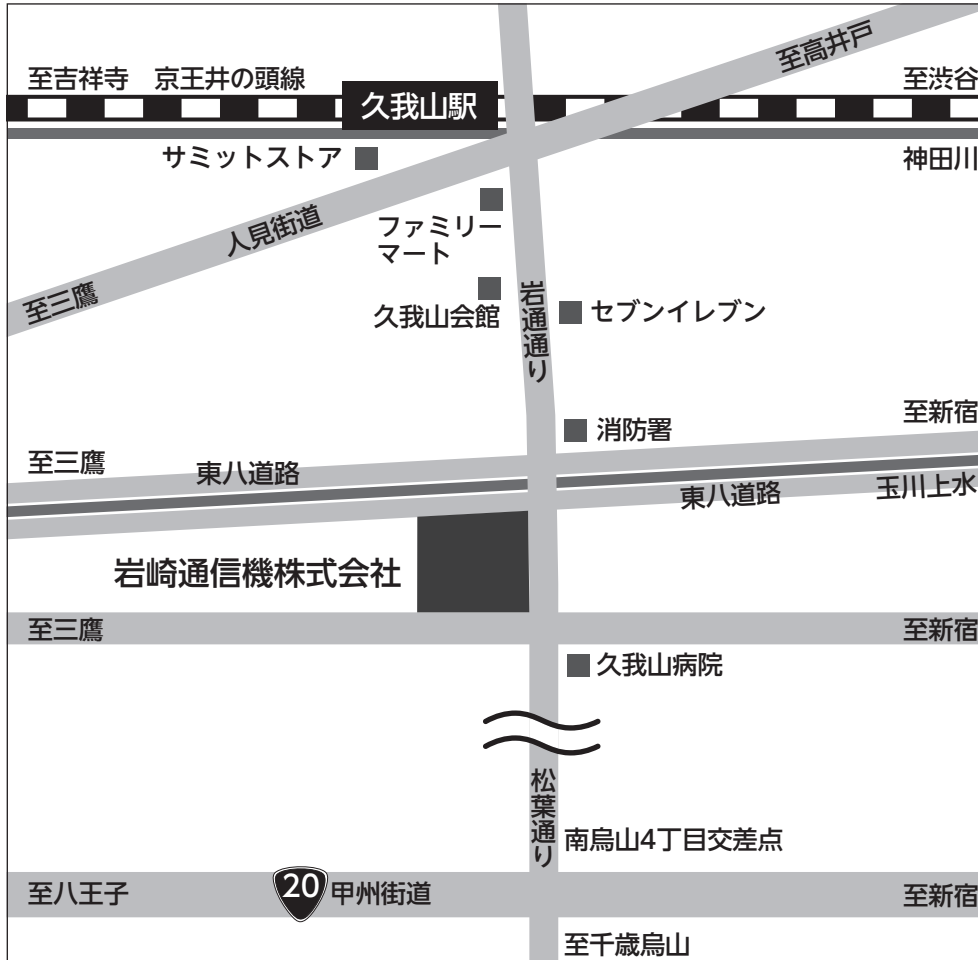 至高井戸
至吉祥寺 京王井の頭線
至渋谷
久我山駅
サミットストア
神田川
人見街道
ファミリー
マート
至三鷹
久我山会館
岩通通り
セブンイレブン
至新宿
消防署
至三鷹
東八道路
東八道路
玉川上水
岩崎通信機株式会社
至三鷹
至新宿
久我山病院
松葉通り
南烏山4丁目交差点
至八王子
20
甲州街道
至新宿
至千歳烏山